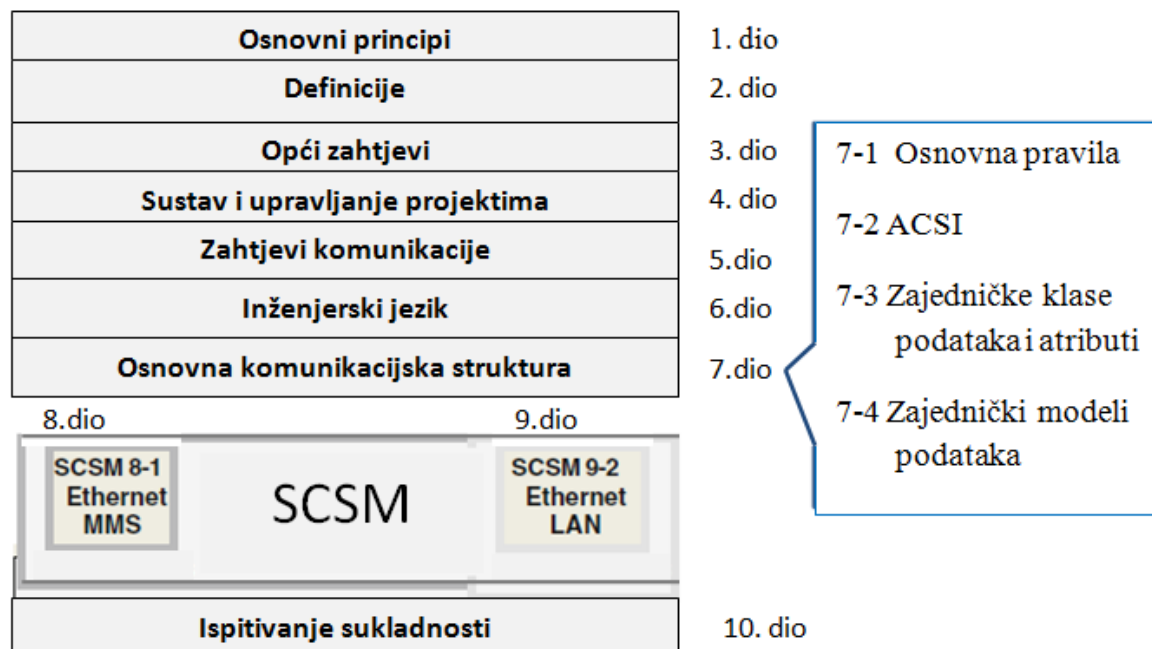 Osnovni principi 1. dio
Definicije 2. dio
Opći zahtjevi 3. dio
Sustav i upravljanje projektima 4. dio
Zahtjevi komunikacije 5.dio
Inženjerski jezik 6.dio
Osnovna komunikacijska struktura 7.dio
7-1 Osnovna pravila
7-2 ACSI
7-3 Zajedničke klase
podataka i atributi
7-4 Zajednički modeli
podataka
8.dio 9.dio
SCSM 8-1
Ethernet
MMS
SCSM
SCSM 9-2
Ethernet
LAN
Ispitivanje sukladnosti 10. dio